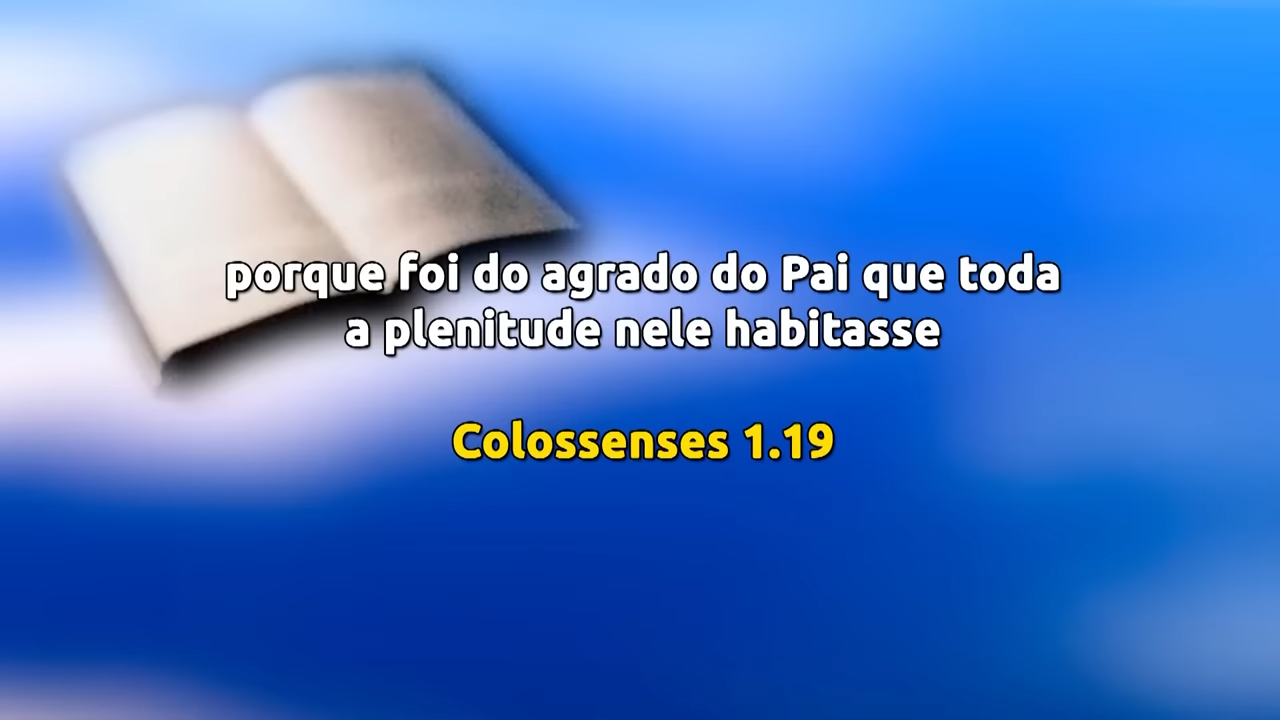 porque foi do agrado do Pai que toda
a plenitude nele habitasse
Colossenses 1.19